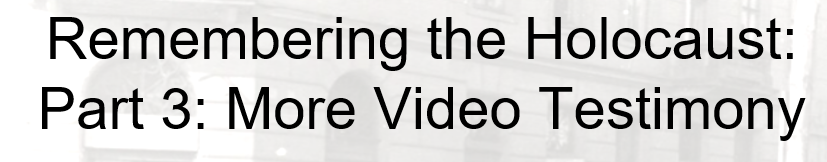 Remembering the Holocaust:
Part 3: More Video Testimony